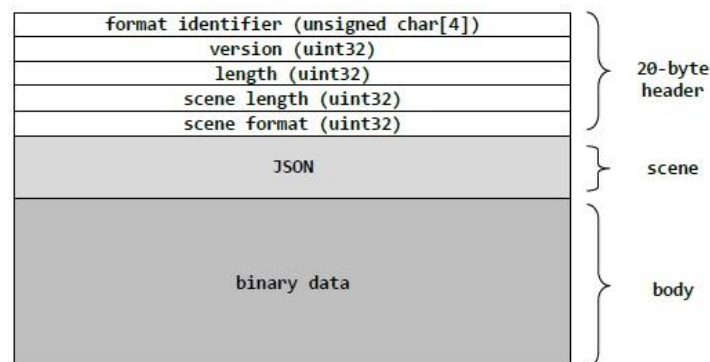 format identifier (unsigned char[4])
version (uint32)
length (uint32)
scene length (uint32)
scene format (uint32)
20-byte
header
JSON
scene
binary data
body